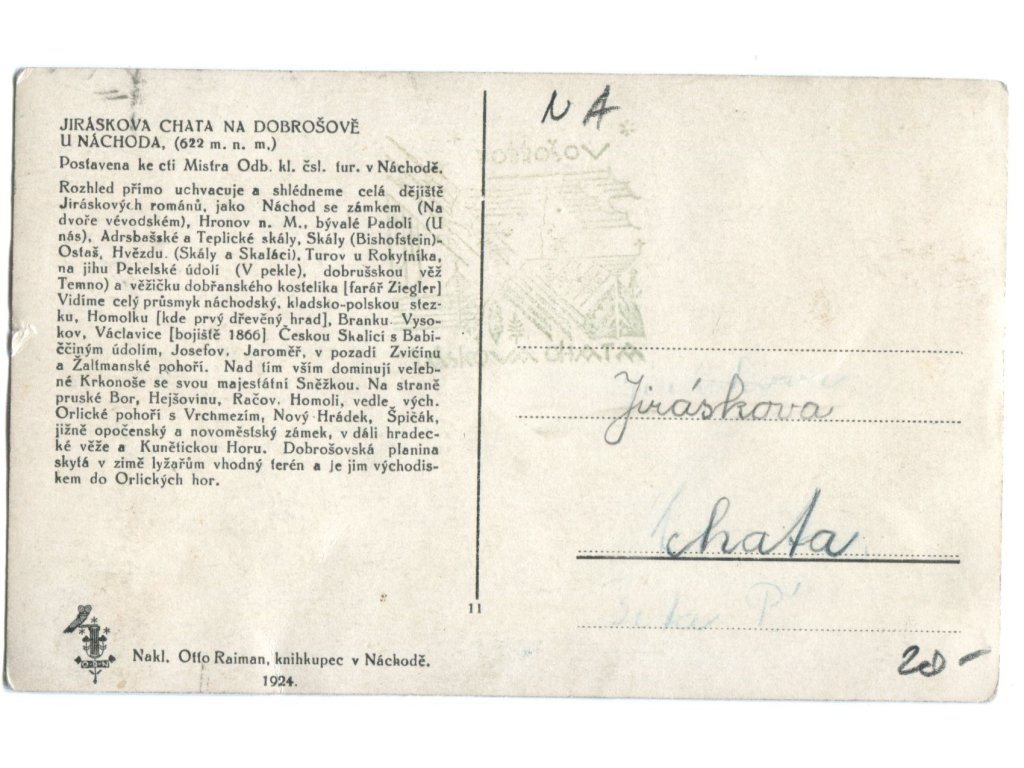 JIRÁSKOVA CHATA NA DOBROŠOVĚ
U NÁCHODA, (622 m. n. m.)
Postavena ke cti Mistra Odb. kl. čsl. tur. v Náchodě.
Rozhled přímo uchvacuje a shlédneme celá dějiště
Jiráskových románů, jako Náchod se zámkem (Na
dvoře vévodském), Hronov n. M., bývalé Padolí (U
nás), Adrsbašské a Teplické skály, Skály (Bishofstein)-
Ostaš, Hvězdu. (Skály a Skaláci), Turov u Rokytníka,
na jihu Pekelské údolí (V pekle), dobrušskou věž
Temno) a věžičku dobřanského kostelíka [farář Ziegler]
Vidíme celý průsmyk náchodský, kladsko-polskou stez-
ku, Homolku [kde prvý dřevěný hrad], Branku Vyso-
kov, Václavice [bojiště 1866] Českou Skalici s Babi-
ččiným údolím, Josefov, Jaroměř, v pozadí Zvičinu
a Žaltmanské pohoří. Nad tím vším dominují veleb-
né Krkonoše se svou majestátní Sněžkou. Na straně
pruské Bor, Hejšovinu, Račov. Homoli, vedle vých.
Orlické pohoří s Vrchmezím, Nový Hrádek, Špičák,
jižně opočenský a novoměstský zámek, v dáli hradec-
ké věže a Kunětickou Horu. Dobrošovská planina
skytá v zimě lyžařům vhodný terén a je jim východis-
kem do Orlických hor.
O-R-N
Nakl. Otto Raiman, knihkupec v Náchodě.
1924.
11
NA
Jiráskova
chata
20-